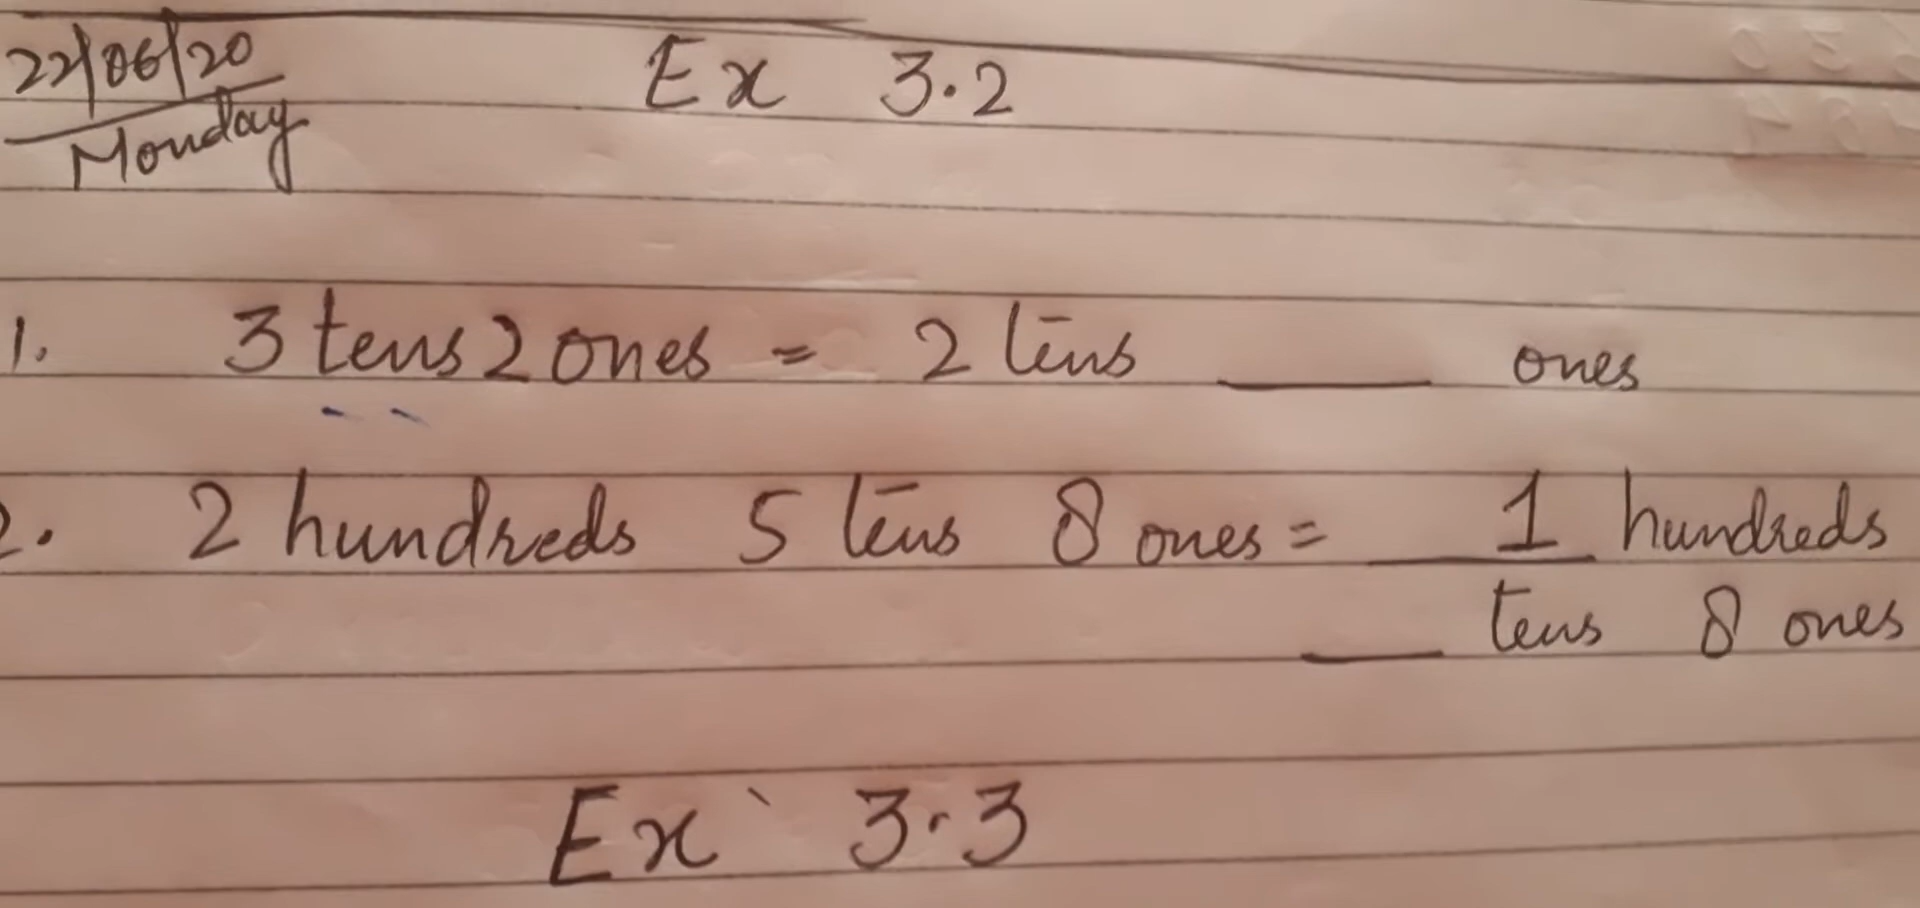 22/06/20 Ex 3.2
Monday
1. 3 tens 2 ones = 2 tens ____ ones
2. 2 hundreds 5 tens 8 ones = 1 hundreds
____ tens 8 ones
Ex 3.3